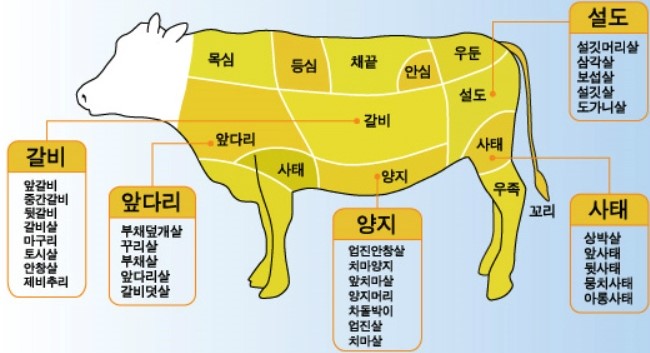 목심
등심
채끝
안심
우둔
설도
갈비
앞다리
사태
양지
사태
우족
꼬리
갈비
앞갈비
중간갈비
뒷갈비
갈비살
마구리
토시살
안창살
제비추리
앞다리
부채덮개살
꾸리살
부채살
앞다리살
갈비덧살
양지
업진안창살
치마양지
앞치마살
양지머리
차돌박이
업진살
치마살
설도
설깃머리살
삼각살
보섭살
설깃살
도가니살
사태
상박살
앞사태
뒷사태
뭉치사태
아롱사태